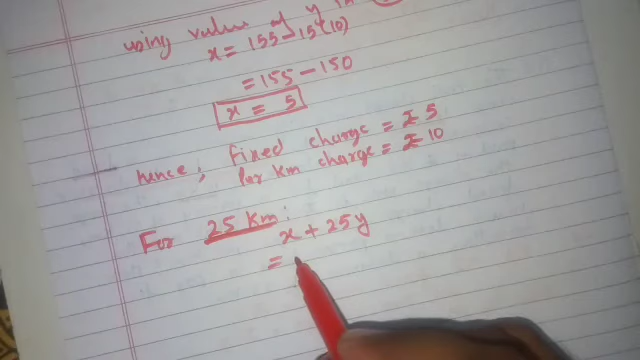 using value of y in
x = 155 - 15(10)
= 155 - 150
x = 5
hence; fixed charge = ₹ 5
per km charge = ₹ 10
For 25 Km:
x + 25y
=